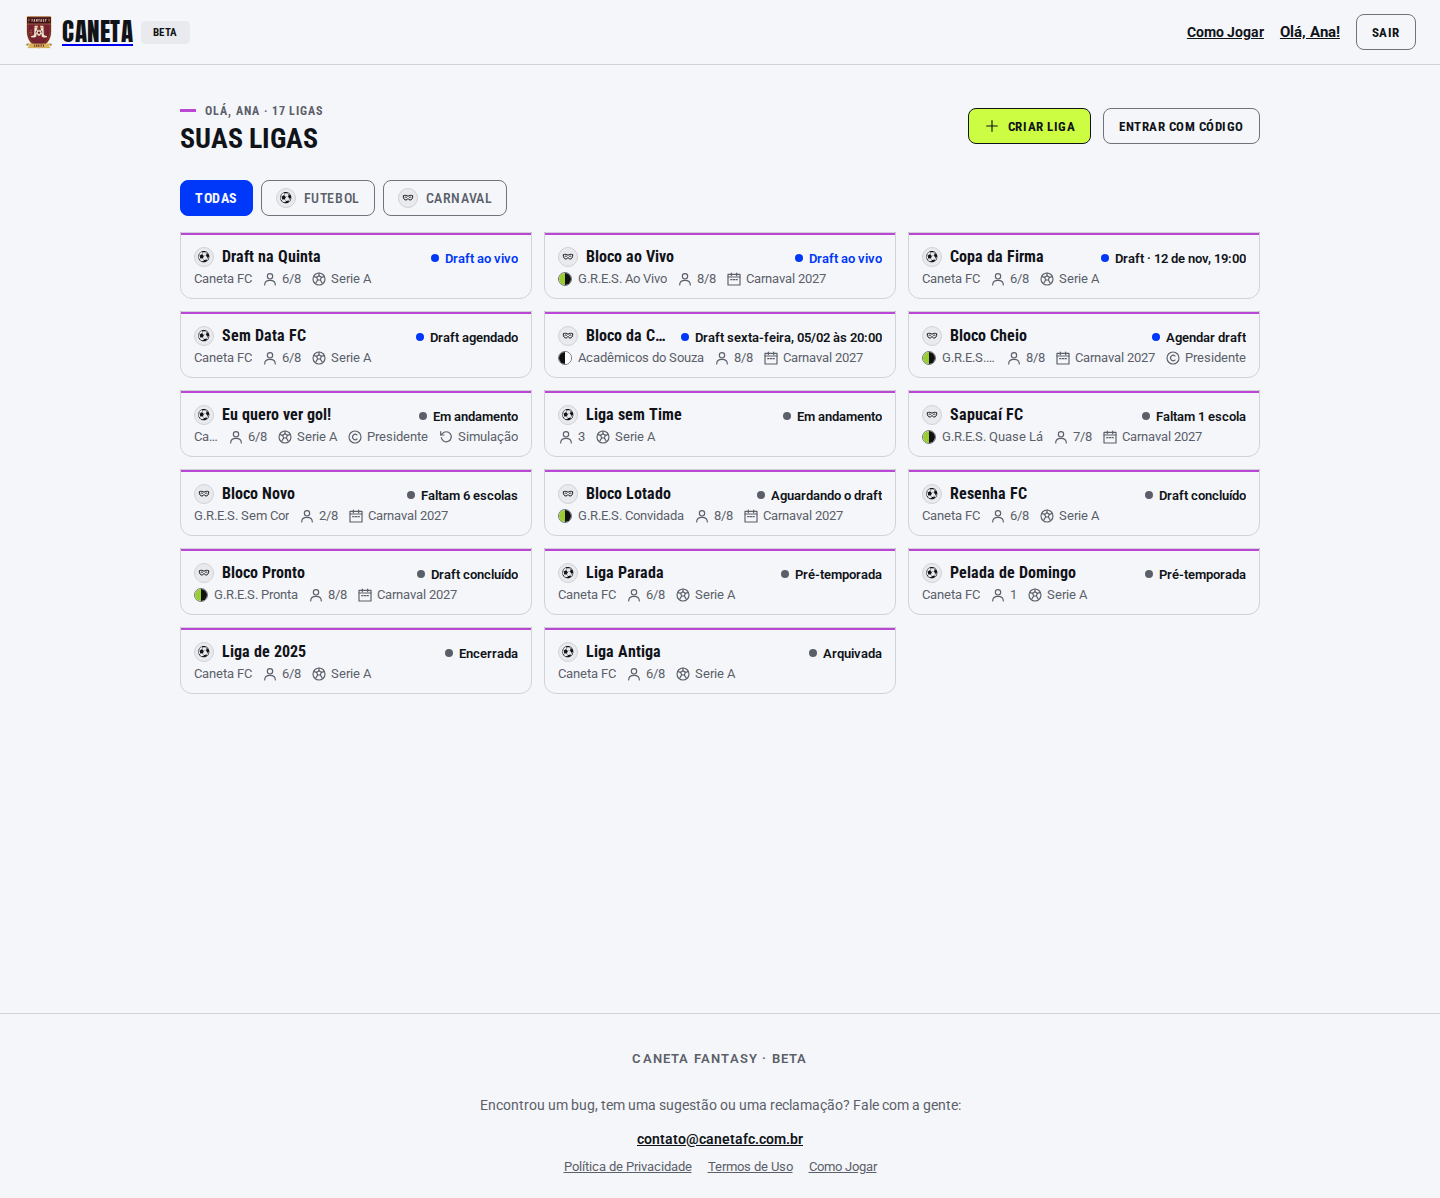 CANETA BETA Como Jogar Olá, Ana! SAIR
OLÁ, ANA · 17 LIGAS
SUAS LIGAS
CRIAR LIGA ENTRAR COM CÓDIGO
TODAS FUTEBOL CARNAVAL
Draft na Quinta Draft ao vivo
Caneta FC 6/8 Serie A
Bloco ao Vivo Draft ao vivo
G.R.E.S. Ao Vivo 8/8 Carnaval 2027
Copa da Firma Draft · 12 de nov, 19:00
Caneta FC 6/8 Serie A
Sem Data FC Draft agendado
Caneta FC 6/8 Serie A
Bloco da C... Draft sexta-feira, 05/02 às 20:00
Acadêmicos do Souza 8/8 Carnaval 2027
Bloco Cheio Agendar draft
G.R.E.S.... 8/8 Carnaval 2027 Presidente
Eu quero ver gol! Em andamento
Ca... 6/8 Serie A Presidente Simulação
Liga sem Time Em andamento
3 Serie A
Sapucaí FC Faltam 1 escola
G.R.E.S. Quase Lá 7/8 Carnaval 2027
Bloco Novo Faltam 6 escolas
G.R.E.S. Sem Cor 2/8 Carnaval 2027
Bloco Lotado Aguardando o draft
G.R.E.S. Convidada 8/8 Carnaval 2027
Resenha FC Draft concluído
Caneta FC 6/8 Serie A
Bloco Pronto Draft concluído
G.R.E.S. Pronta 8/8 Carnaval 2027
Liga Parada Pré-temporada
Caneta FC 6/8 Serie A
Pelada de Domingo Pré-temporada
Caneta FC 1 Serie A
Liga de 2025 Encerrada
Caneta FC 6/8 Serie A
Liga Antiga Arquivada
Caneta FC 6/8 Serie A
CANETA FANTASY · BETA
Encontrou um bug, tem uma sugestão ou uma reclamação? Fale com a gente:
contato@canetafc.com.br
Política de Privacidade Termos de Uso Como Jogar